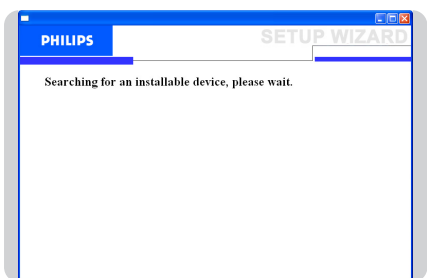 PHILIPS
SETUP WIZARD
Searching for an installable device, please wait.